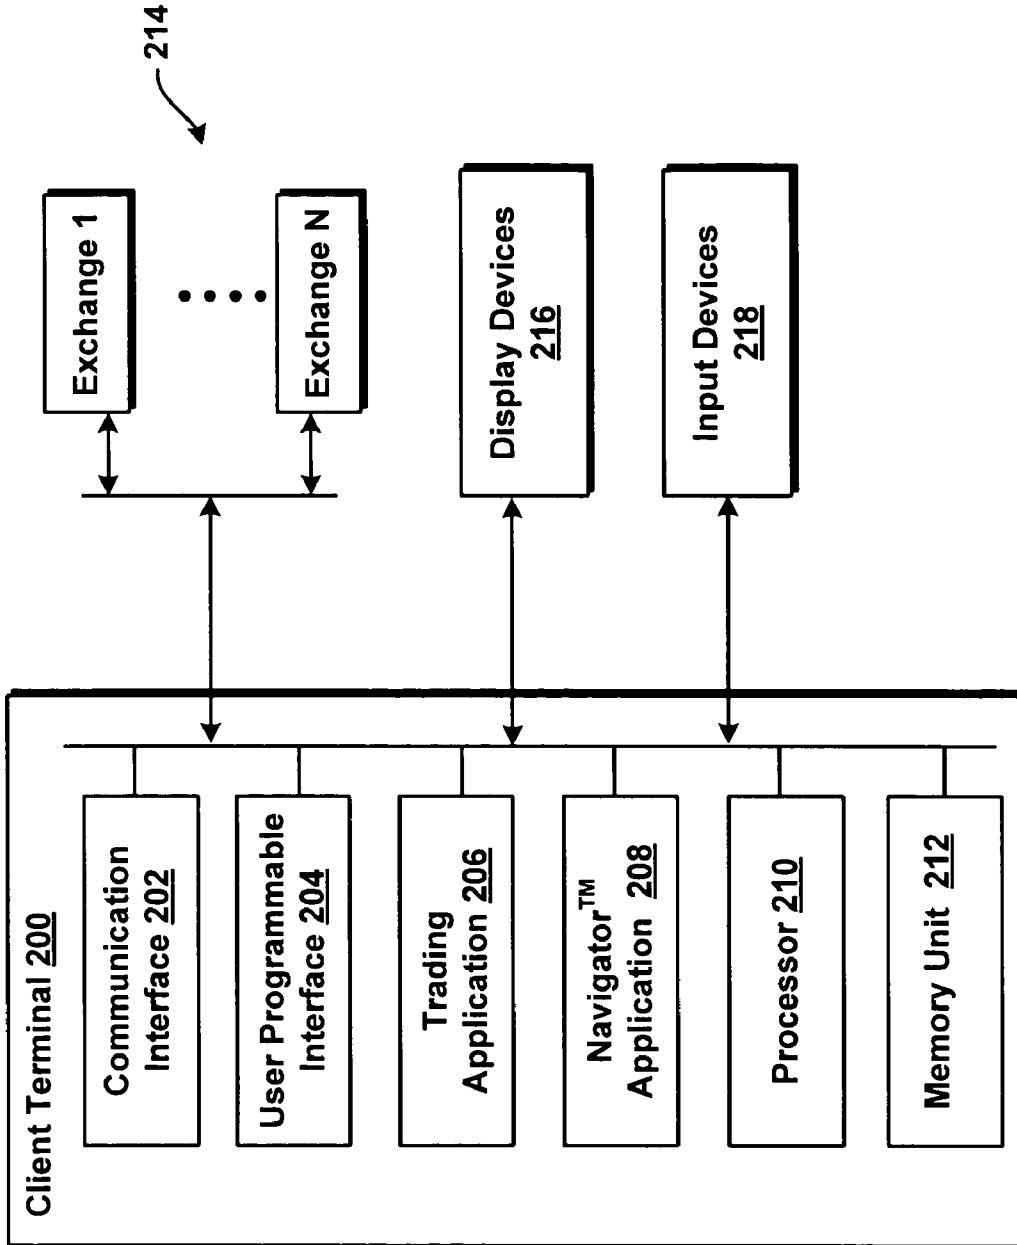 Client Terminal 200
Communication
Interface 202
User Programmable
Interface 204
Trading
Application 206
Navigator™
Application 208
Processor 210
Memory Unit 212
Exchange 1
Exchange N
214
Display Devices
216
Input Devices
218